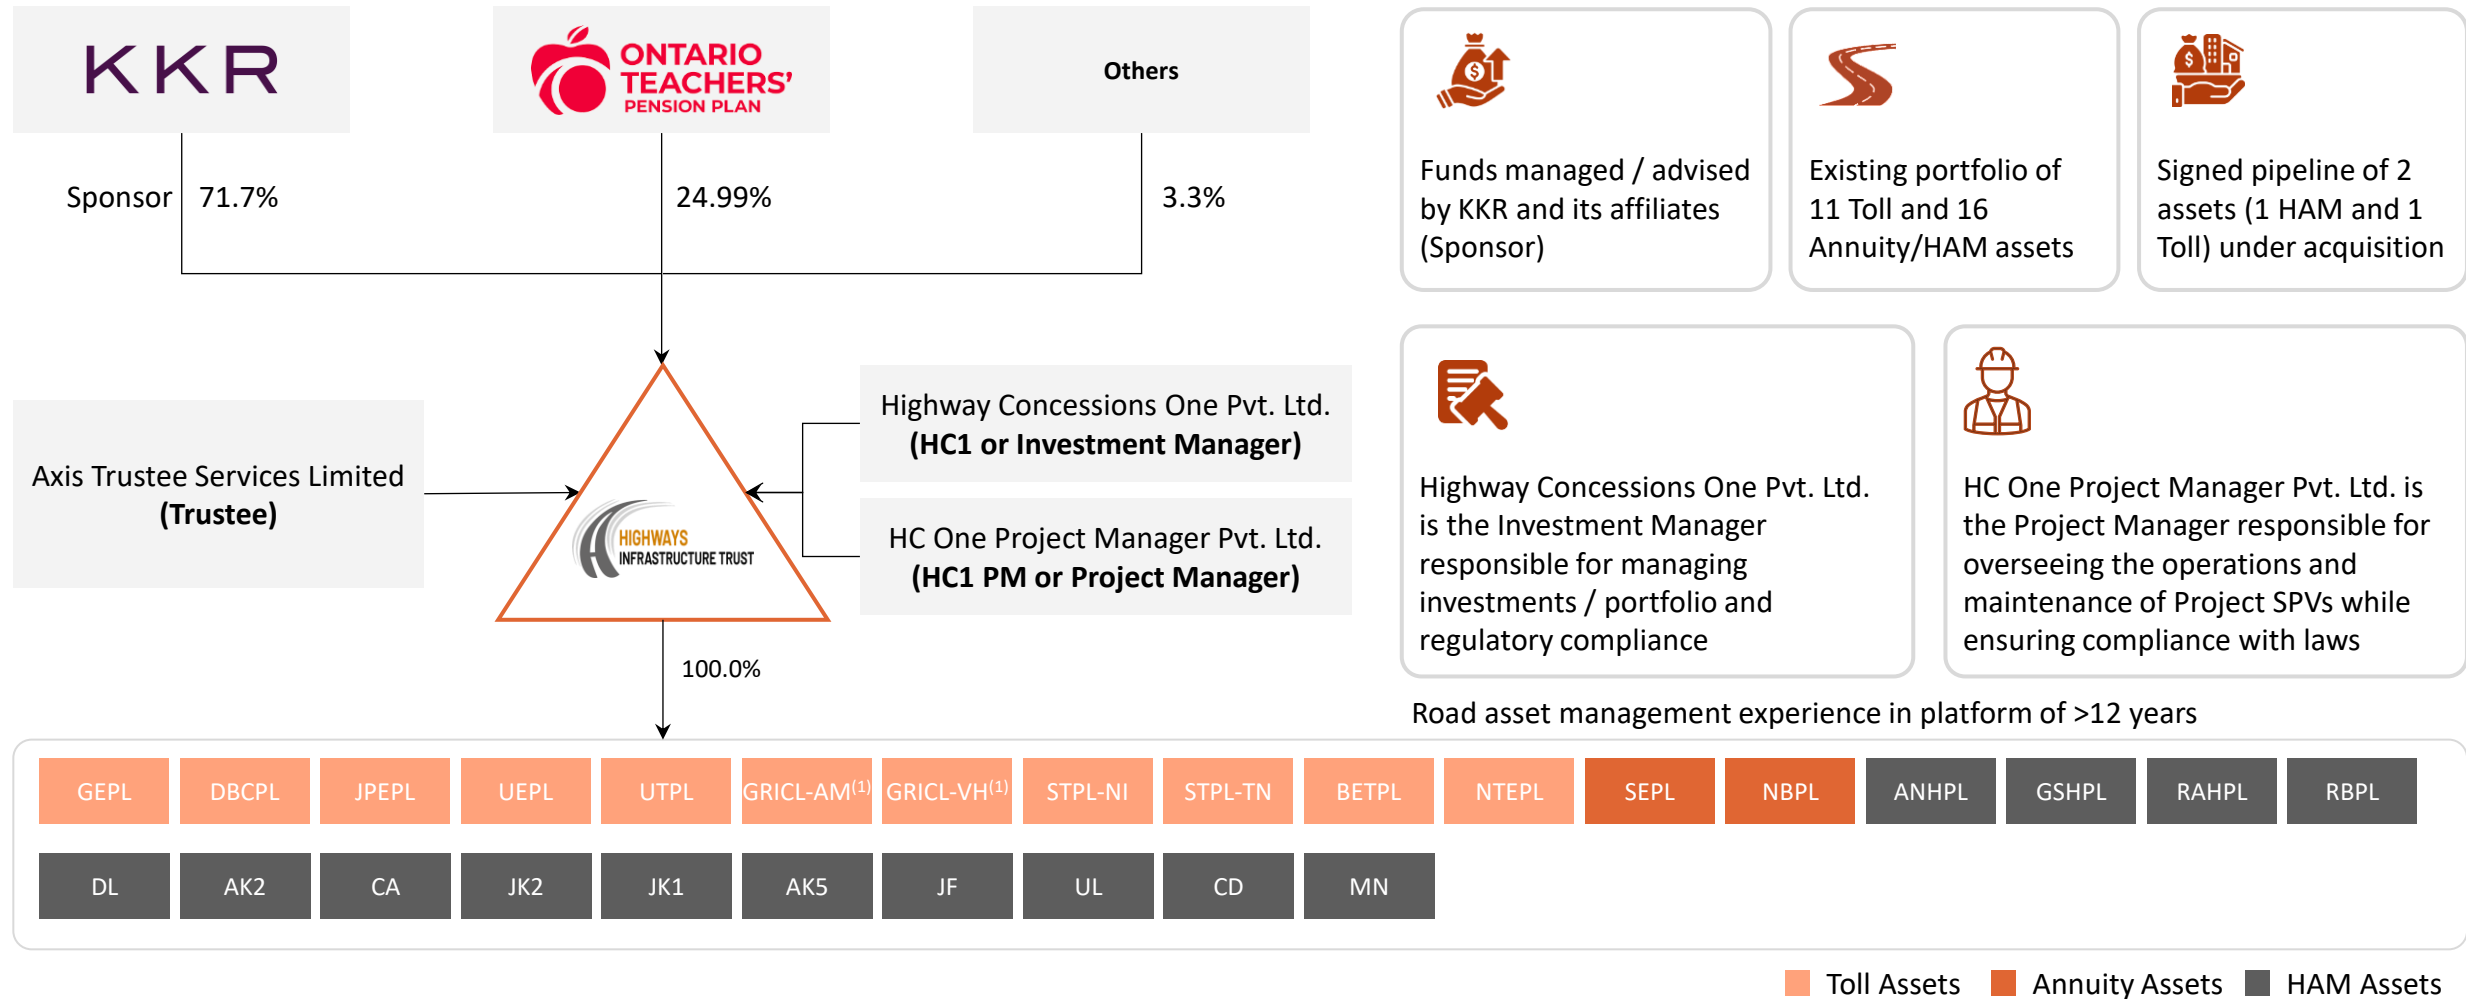 KKR
ONTARIO
TEACHERS'
PENSION PLAN
Others
Sponsor
71.7%
24.99%
3.3%
Axis Trustee Services Limited
(Trustee)
HIGHWAYS
INFRASTRUCTURE TRUST
Highway Concessions One Pvt. Ltd.
(HC1 or Investment Manager)
HC One Project Manager Pvt. Ltd.
(HC1 PM or Project Manager)
100.0%
Funds managed / advised
by KKR and its affiliates
(Sponsor)
Existing portfolio of
11 Toll and 16
Annuity/HAM assets
Signed pipeline of 2
assets (1 HAM and 1
Toll) under acquisition
Highway Concessions One Pvt. Ltd.
is the Investment Manager
responsible for managing
investments / portfolio and
regulatory compliance
HC One Project Manager Pvt. Ltd. is
the Project Manager responsible for
overseeing the operations and
maintenance of Project SPVs while
ensuring compliance with laws
Road asset management experience in platform of >12 years
GEPL DBCPL JPEPL UEPL UTPL GRICL-AM(1) GRICL-VH(1) STPL-NI STPL-TN BETPL NTEPL SEPL NBPL ANHPL GSHPL RAHPL RBPL
DL AK2 CA JK2 JK1 AK5 JF UL CD MN
Toll Assets Annuity Assets HAM Assets